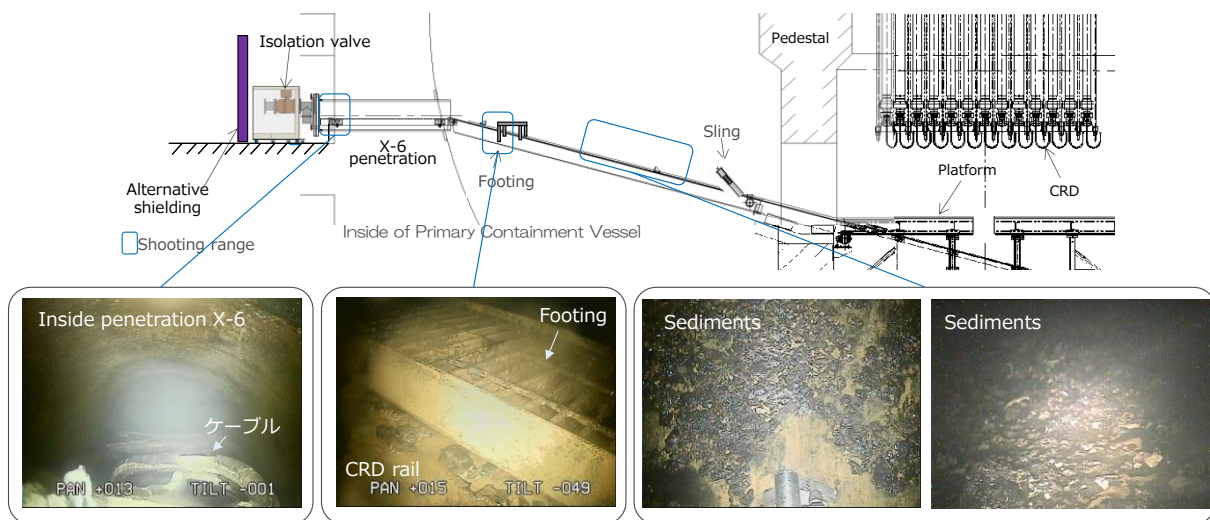 Isolation valve
Pedestal
X-6
penetration
Sling
Footing
Platform
CRD
Alternative
shielding
Shooting range
Inside of Primary Containment Vessel
Inside penetration X-6
ケーブル
PAN +013 TILT -001
Footing
CRD rail
PAN +015 TILT -049
Sediments
Sediments